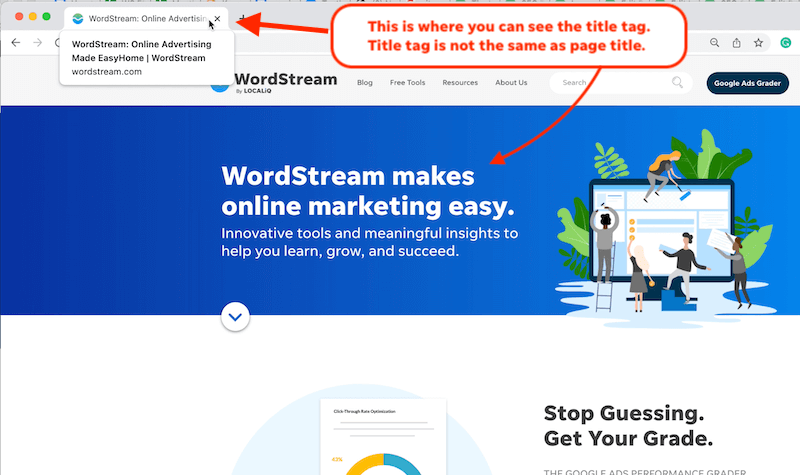 WordStream: Online Advertisin
This is where you can see the title tag.
Title tag is not the same as page title.
WordStream: Online Advertising
Made EasyHome | WordStream
wordstream.com
WordStream
By LOCALiQ
Blog Free Tools Resources About Us Search Google Ads Grader
WordStream makes
online marketing easy.
Innovative tools and meaningful insights to
help you learn, grow, and succeed.
Click-Through Rate Optimization
43%
Stop Guessing.
Get Your Grade.
THE GOOGLE ADS PERFORMANCE GRADER